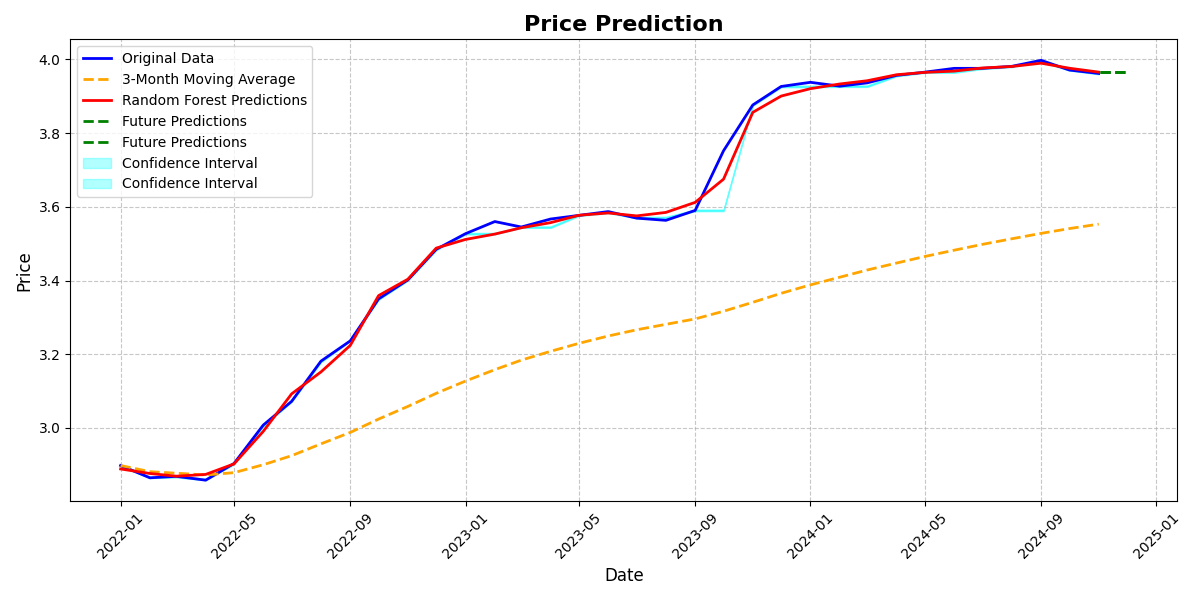 Price Prediction
Original Data
3-Month Moving Average
Random Forest Predictions
Future Predictions
Future Predictions
Confidence Interval
Confidence Interval
4.0
3.8
3.6
3.4
3.2
3.0
Price
2022-01
2022-05
2022-09
2023-01
2023-05
2023-09
2024-01
2024-05
2024-09
2025-01
Date